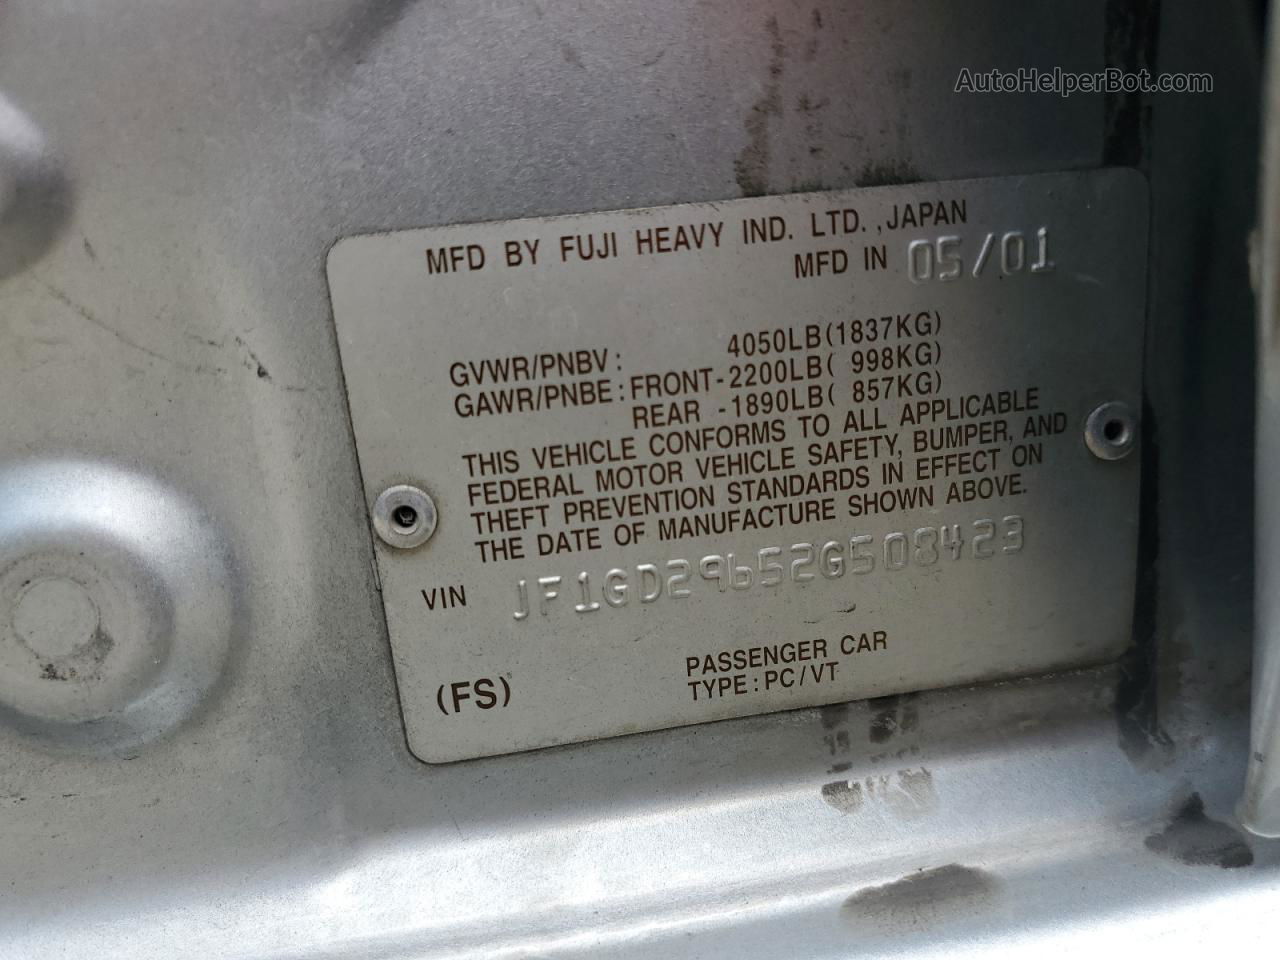 AutoHelperBot.com
MFD BY FUJI HEAVY IND. LTD. ,JAPAN
MFD IN 05/01
GVWR/PNBV : 4050LB(1837KG)
GAWR/PNBE : FRONT-2200LB( 998KG)
REAR -1890LB( 857KG)
THIS VEHICLE CONFORMS TO ALL APPLICABLE
FEDERAL MOTOR VEHICLE SAFETY, BUMPER, AND
THEFT PREVENTION STANDARDS IN EFFECT ON
THE DATE OF MANUFACTURE SHOWN ABOVE.
VIN JF1GD29652G508423
PASSENGER CAR
(FS) TYPE : PC/VT